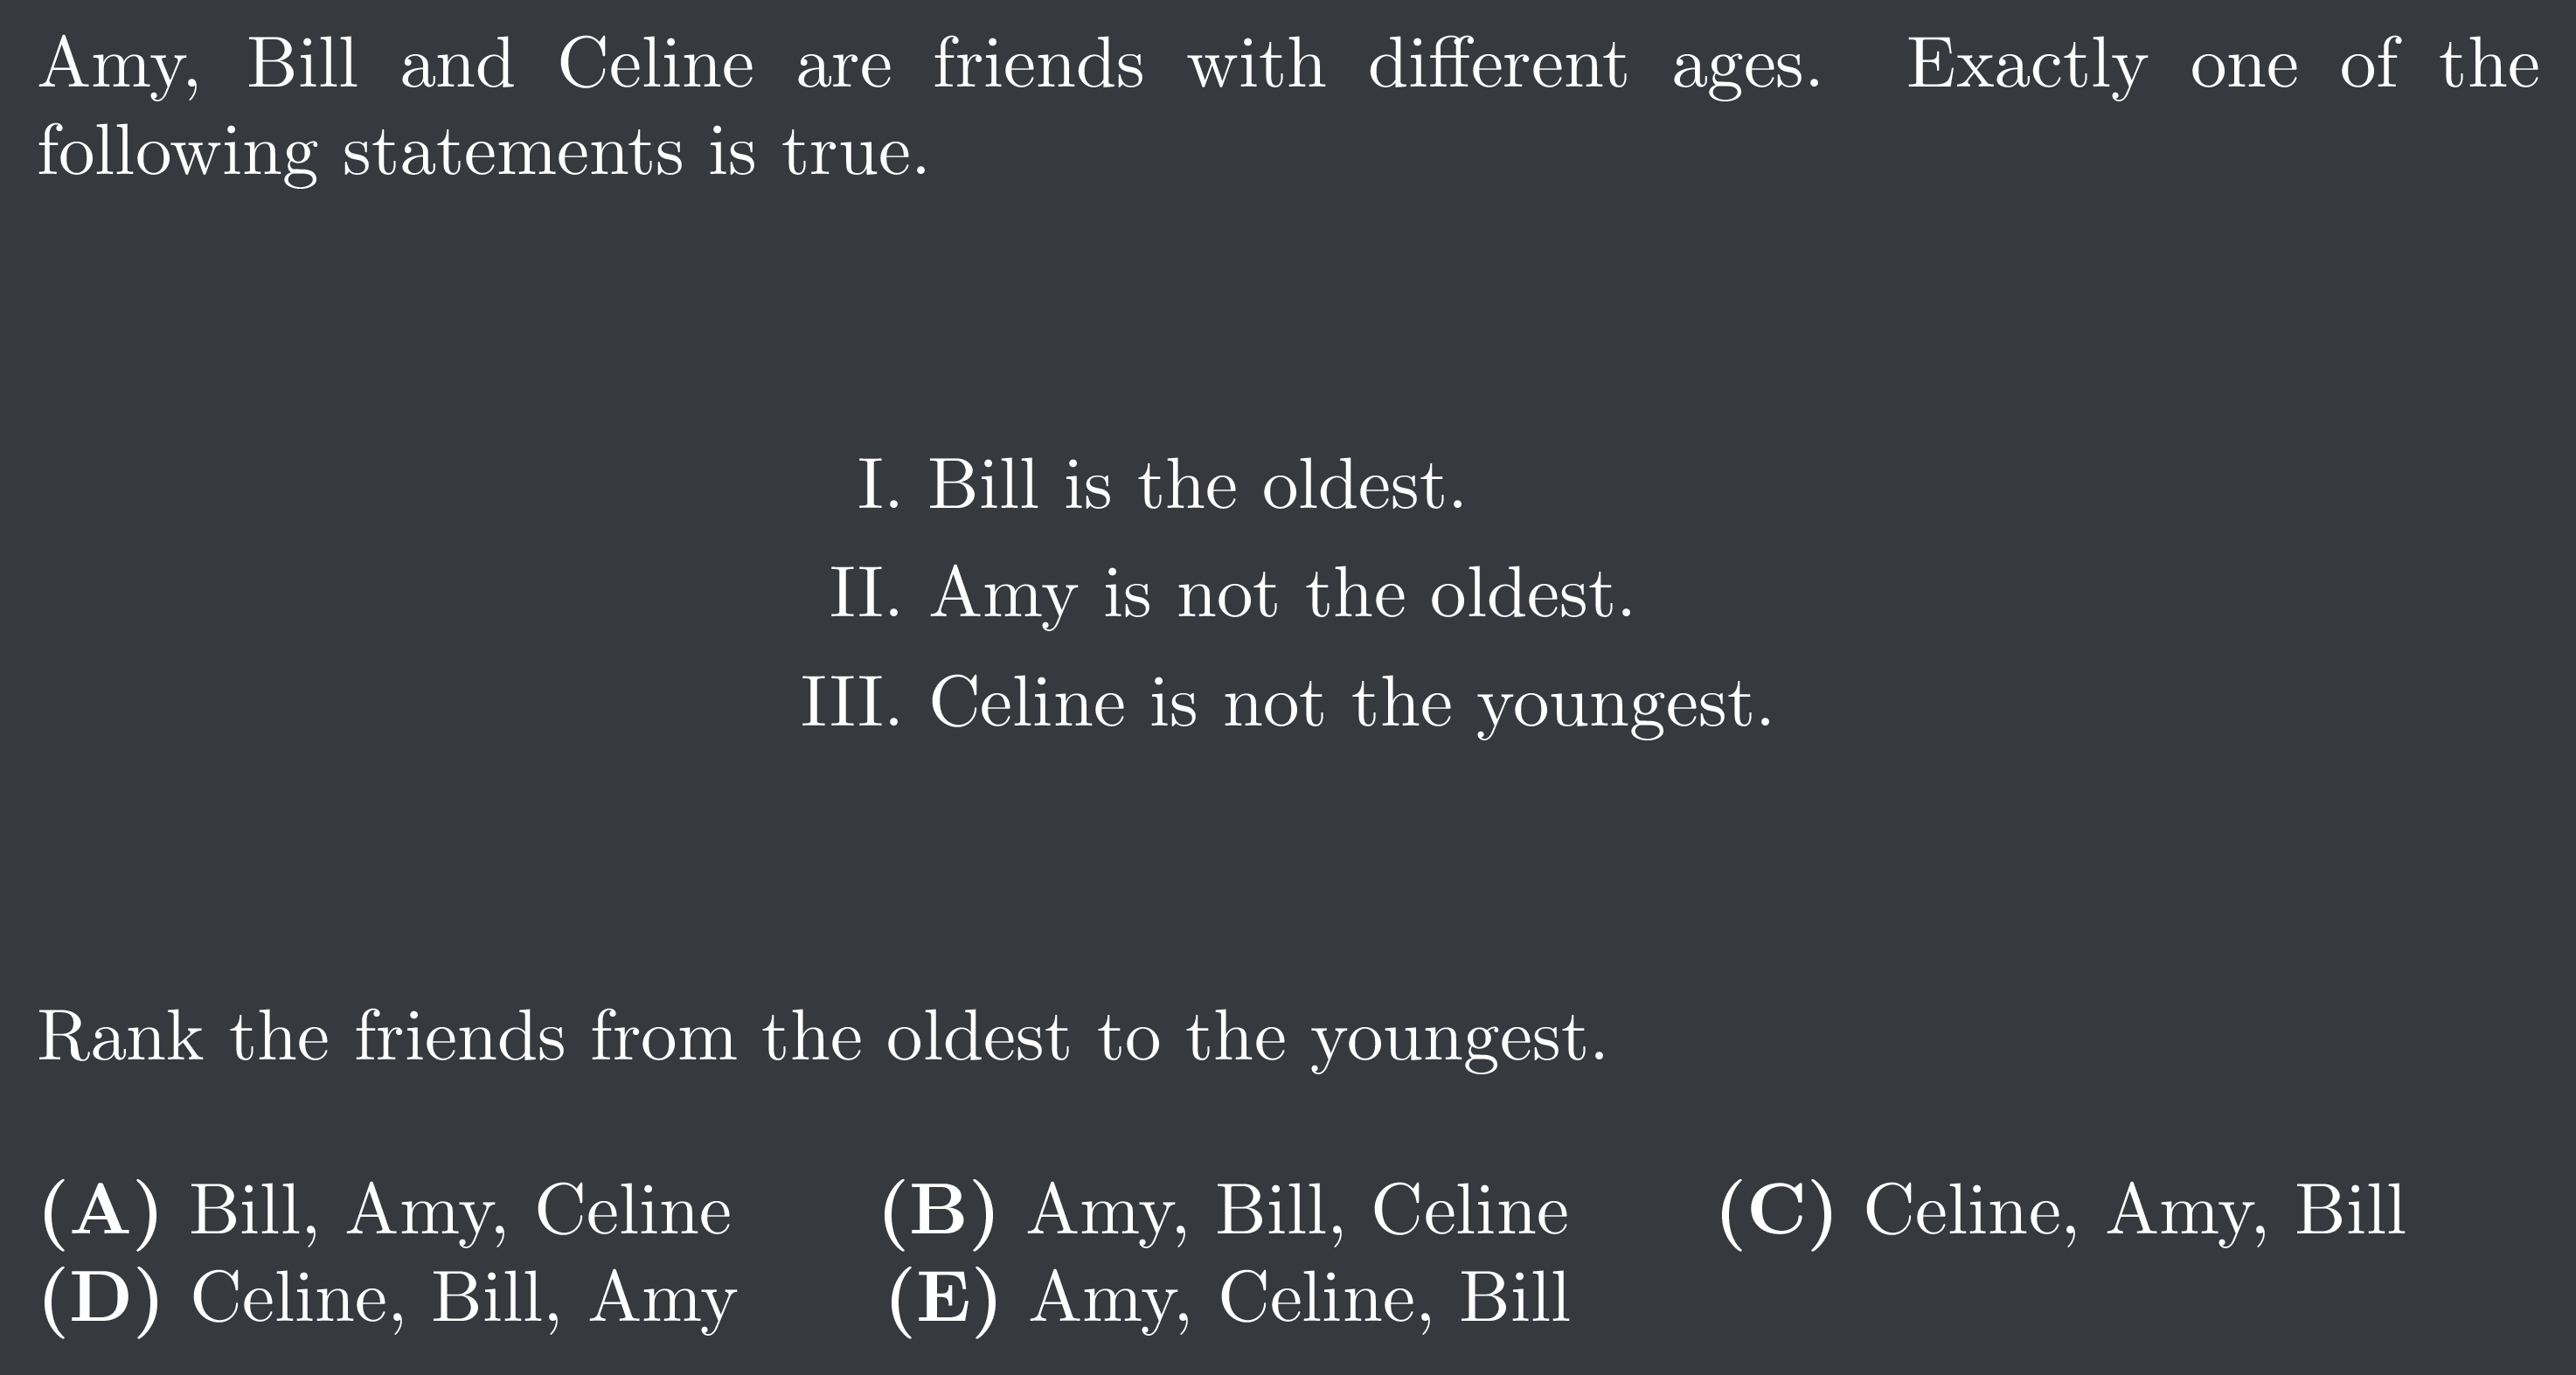 Amy, Bill and Celine are friends with different ages. Exactly one of the
following statements is true.
I. Bill is the oldest.
II. Amy is not the oldest.
III. Celine is not the youngest.
Rank the friends from the oldest to the youngest.
(A) Bill, Amy, Celine (B) Amy, Bill, Celine (C) Celine, Amy, Bill
(D) Celine, Bill, Amy (E) Amy, Celine, Bill